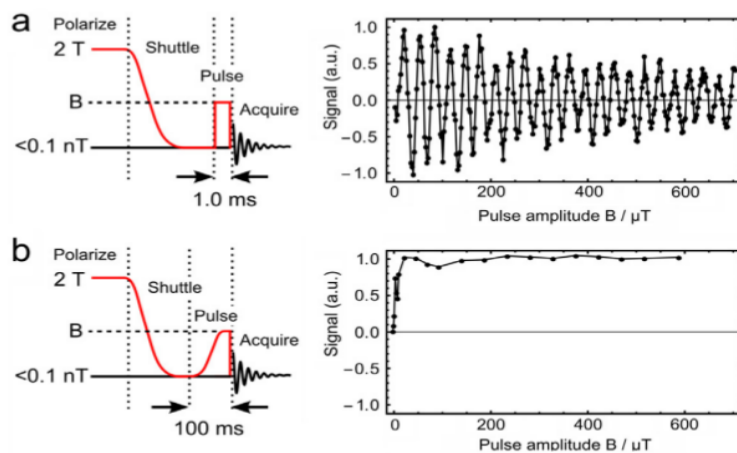 a
Polarize
2 T
Shuttle
Pulse
B
Acquire
<0.1 nT
1.0 ms
Signal (a.u.)
1.0
0.5
0.0
−0.5
−1.0
0 200 400 600
Pulse amplitude B / µT
b
Polarize
2 T
Shuttle
Pulse
B
Acquire
<0.1 nT
100 ms
Signal (a.u.)
1.0
0.5
0.0
−0.5
−1.0
0 200 400 600
Pulse amplitude B / µT